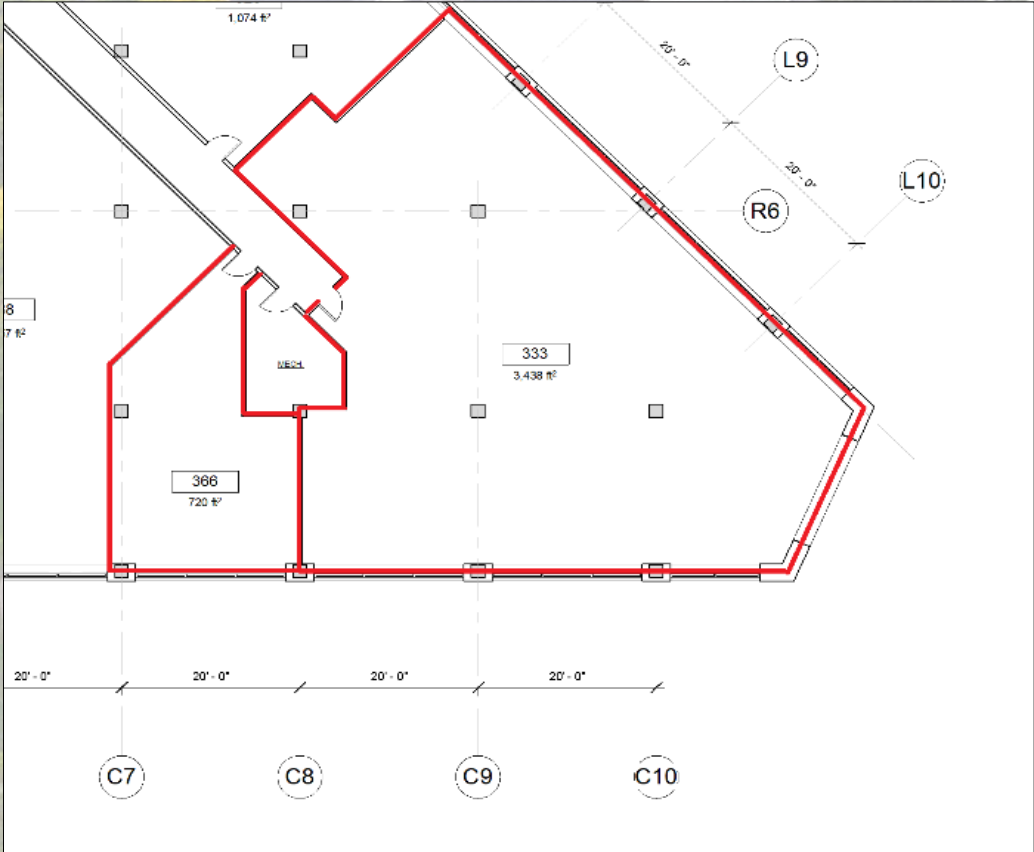 1,074 ft²
20' - 0"
L9
20' - 0"
L10
R6
333
3,438 ft²
MECH.
366
720 ft²
20' - 0"
20' - 0"
20' - 0"
20' - 0"
C7
C8
C9
C10